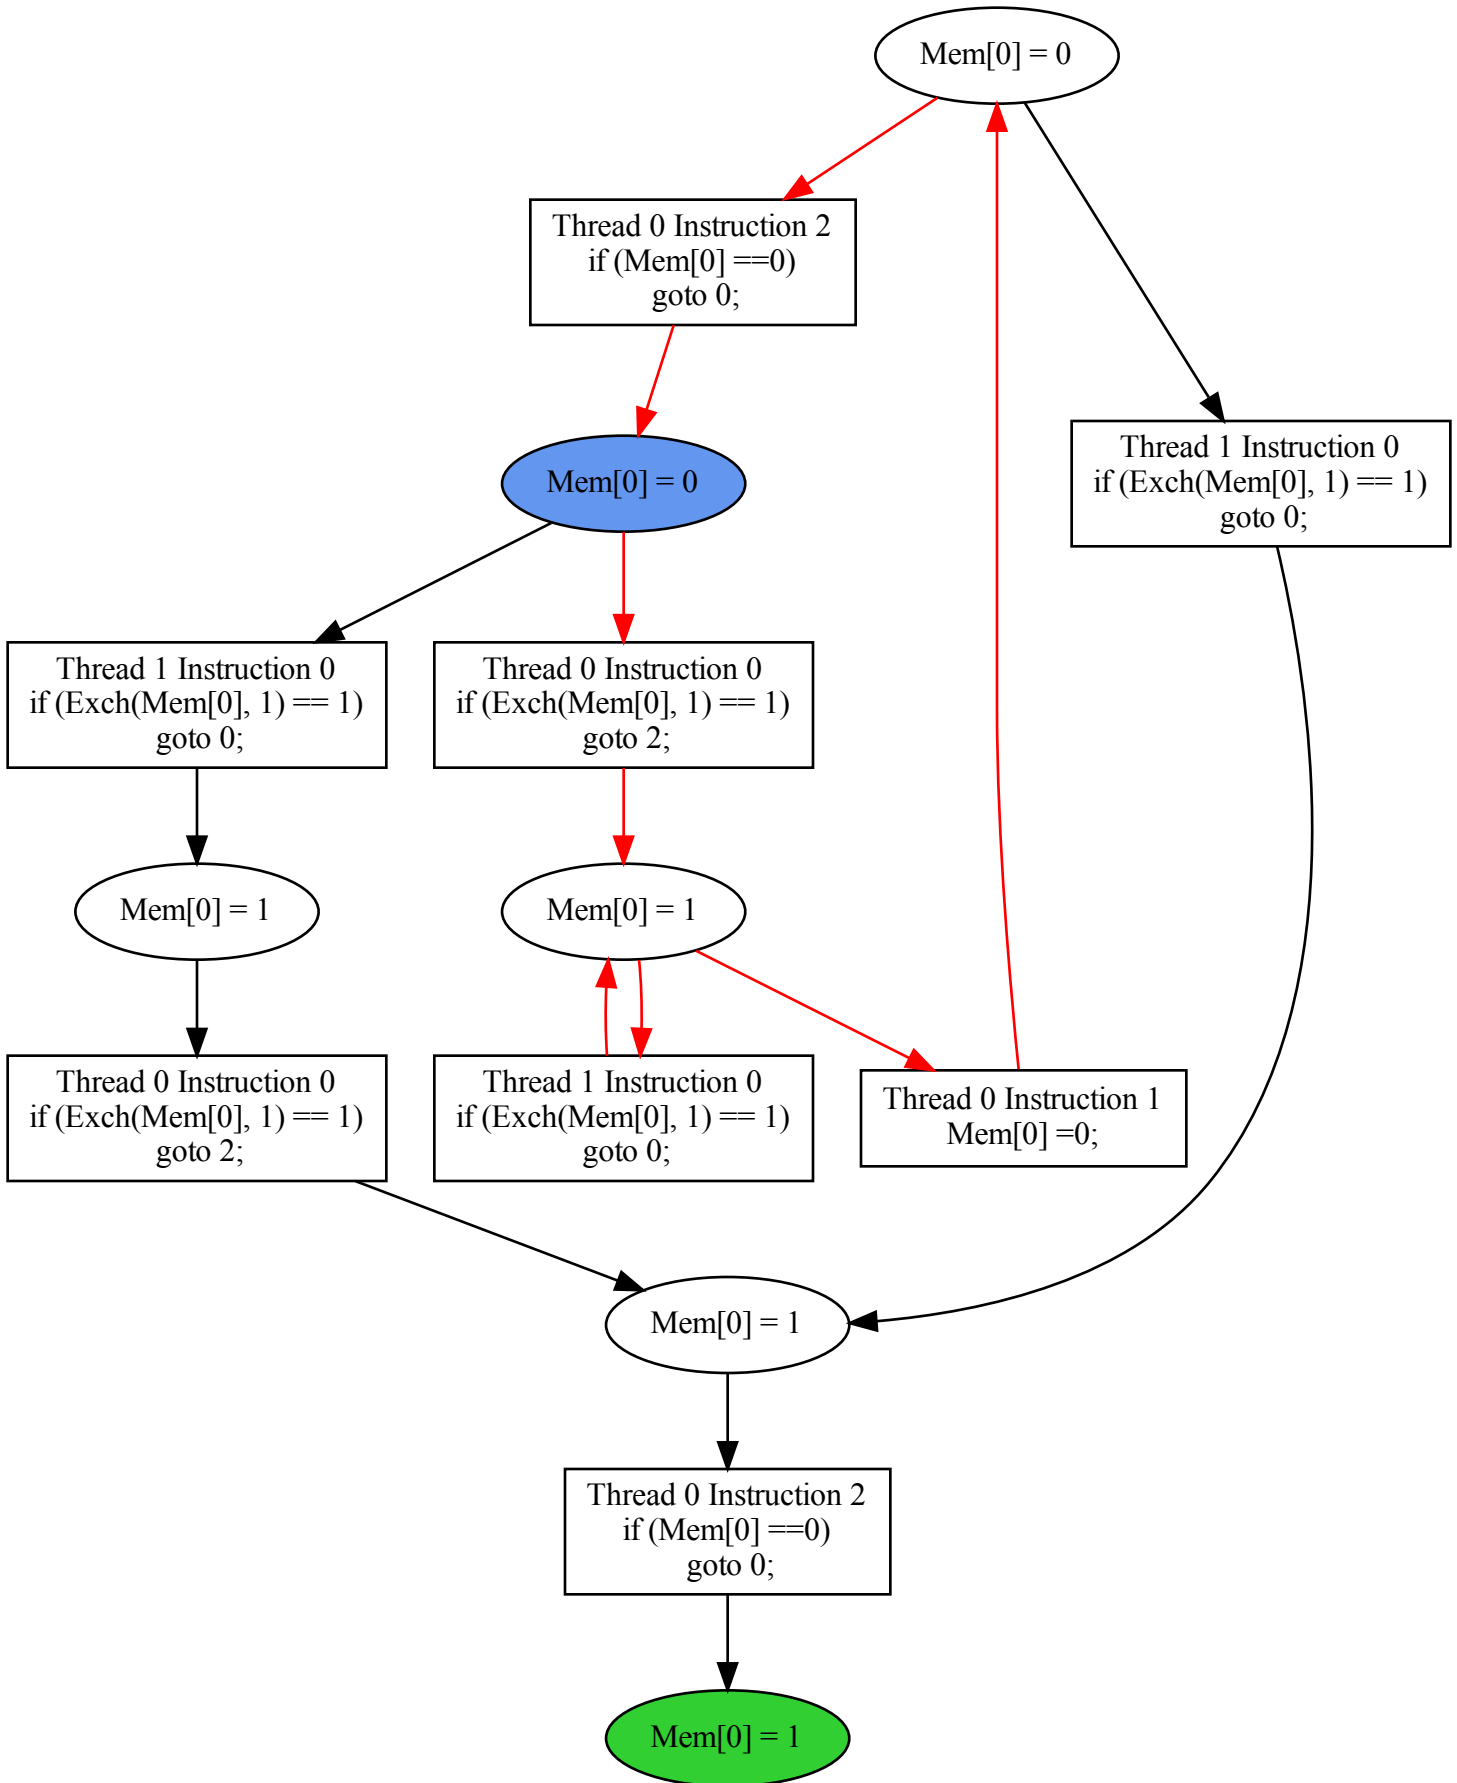 Mem[0] = 0
Thread 0 Instruction 2
if (Mem[0] ==0)
goto 0;
Mem[0] = 0
Thread 1 Instruction 0
if (Exch(Mem[0], 1) == 1)
goto 0;
Thread 1 Instruction 0
if (Exch(Mem[0], 1) == 1)
goto 0;
Thread 0 Instruction 0
if (Exch(Mem[0], 1) == 1)
goto 2;
Mem[0] = 1
Mem[0] = 1
Thread 0 Instruction 0
if (Exch(Mem[0], 1) == 1)
goto 2;
Thread 1 Instruction 0
if (Exch(Mem[0], 1) == 1)
goto 0;
Thread 0 Instruction 1
Mem[0] =0;
Mem[0] = 1
Thread 0 Instruction 2
if (Mem[0] ==0)
goto 0;
Mem[0] = 1